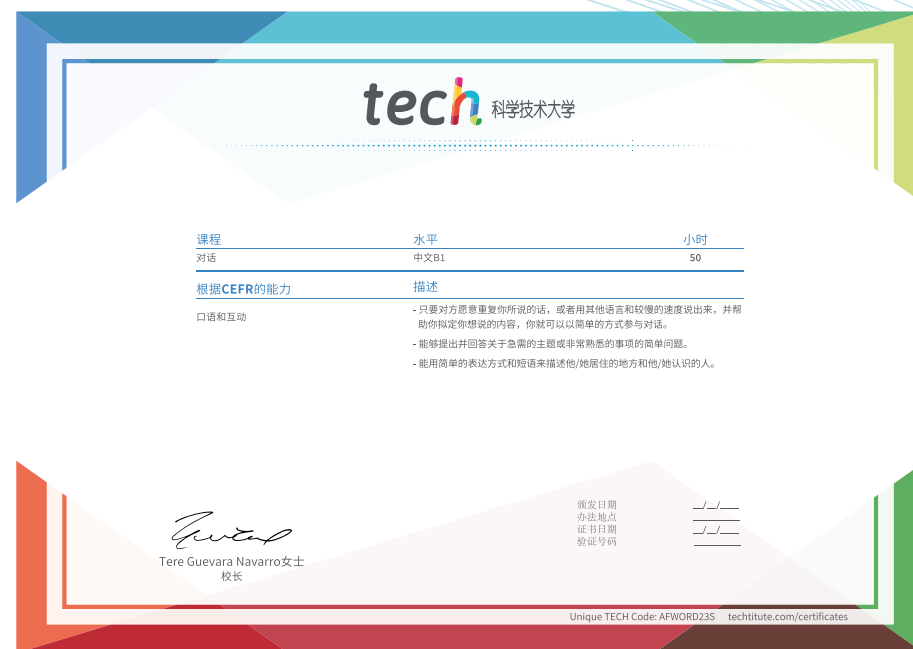 tech 科学技术大学
课程 水平 小时
对话 中文B1 50
根据CEFR的能力 描述
口语和互动
- 只要对方愿意重复你所说的话，或者用其他语言和较慢的速度说出来，并帮
助你拟定你想说的内容，你就可以以简单的方式参与对话。
- 能够提出并回答关于急需的主题或非常熟悉的事项的简单问题。
- 能用简单的表达方式和短语来描述他/她居住的地方和他/她认识的人。
颁发日期 __/__/____
办法地点 ________
证书日期 __/__/____
验证号码 ________
Tere Guevara Navarro女士
校长
Unique TECH Code: AFWORD23S techtitute.com/certificates